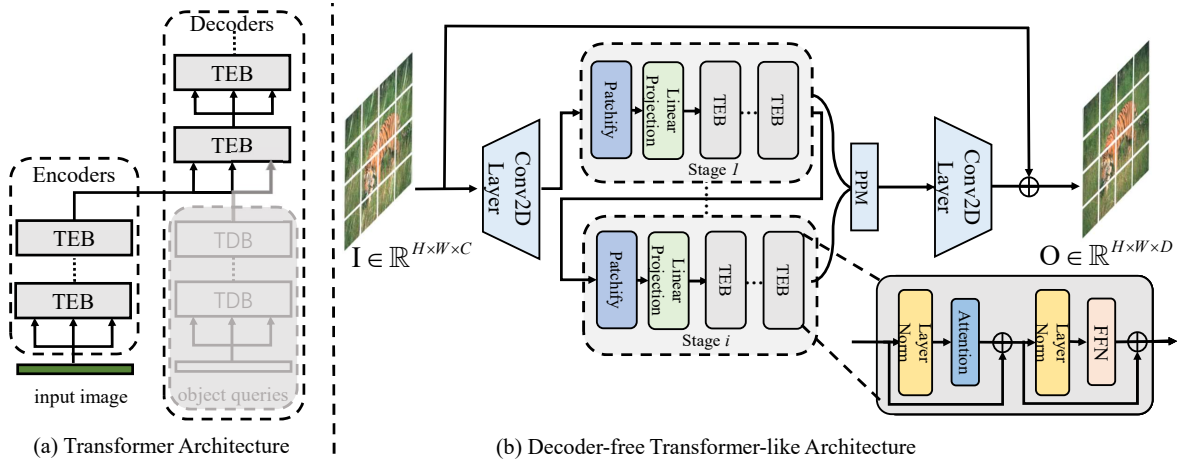 Decoders
TEB
TEB
Encoders
TEB
TEB
TDB
TDB
object queries
input image
(a) Transformer Architecture
I ∈ ℝ^{H×W×C}
Conv2D
Layer
Patchify
Linear
Projection
TEB
TEB
Stage 1
Patchify
Linear
Projection
TEB
TEB
Stage i
PPM
Conv2D
Layer
O ∈ ℝ^{H×W×D}
Layer
Norm
Attention
Layer
Norm
FFN
(b) Decoder-free Transformer-like Architecture